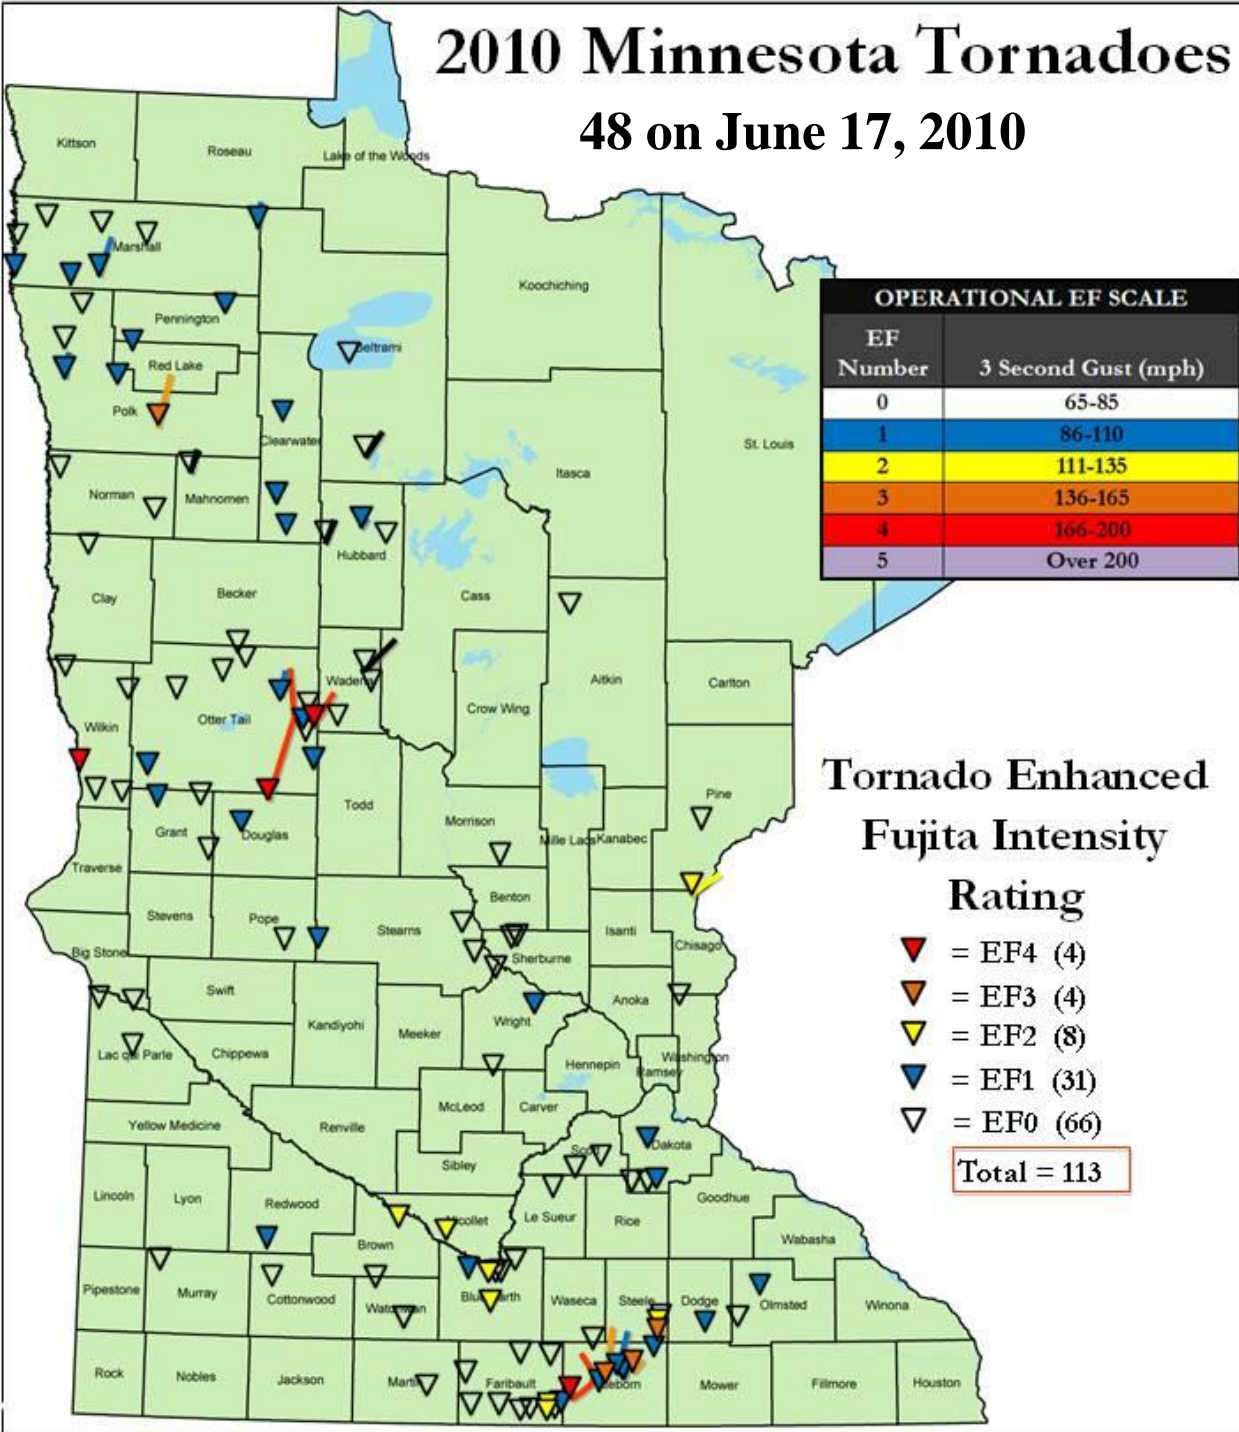 2010 Minnesota Tornadoes
48 on June 17, 2010
Kittson
Roseau
Lake of the Woods
Marshall
Koochiching
Pennington
Beltrami
Red Lake
Polk
Clearwater
St. Louis
Itasca
Norman
Mahnomen
Hubbard
Clay
Becker
Cass
OPERATIONAL EF SCALE
EF Number 3 Second Gust (mph)
0 65-85
1 86-110
2 111-135
3 136-165
4 166-200
5 Over 200
Wadena
Aitkin
Carlton
Crow Wing
Otter Tail
Wilkin
Pine
Todd
Morrison
Grant
Douglas
Mille Lacs
Kanabec
Traverse
Benton
Stevens
Pope
Stearns
Isanti
Chisago
Big Stone
Sherburne
Swift
Anoka
Wright
Kandiyohi
Meeker
Lac qui Parle
Chippewa
Hennepin
Washington
Ramsey
McLeod
Carver
Yellow Medicine
Renville
Dakota
Scott
Sibley
Lincoln
Lyon
Redwood
Goodhue
Nicollet
Le Sueur
Rice
Brown
Wabasha
Pipestone
Murray
Cottonwood
Watonwan
Blue Earth
Waseca
Steele
Dodge
Olmsted
Winona
Rock
Nobles
Jackson
Martin
Faribault
Freeborn
Mower
Fillmore
Houston
Tornado Enhanced
Fujita Intensity
Rating
= EF4 (4)
= EF3 (4)
= EF2 (8)
= EF1 (31)
= EF0 (66)
Total = 113